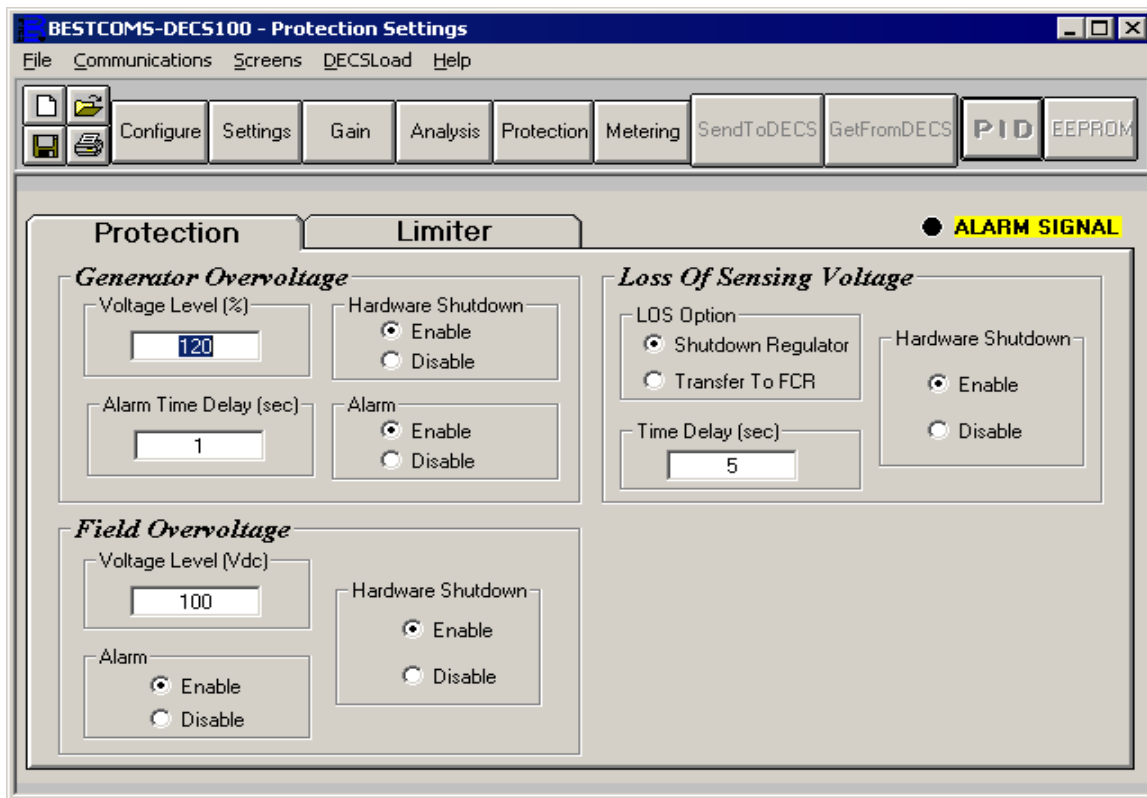 BESTCOMS-DECS100 - Protection Settings
File Communications Screens DECSLoad Help
Configure Settings Gain Analysis Protection Metering SendToDECS GetFromDECS PID EEPROM
Protection Limiter ALARM SIGNAL
Generator Overvoltage
Voltage Level (%)
120
Hardware Shutdown
Enable
Disable
Alarm Time Delay (sec)
1
Alarm
Enable
Disable
Loss Of Sensing Voltage
LOS Option
Shutdown Regulator
Transfer To FCR
Hardware Shutdown
Enable
Disable
Time Delay (sec)
5
Field Overvoltage
Voltage Level (Vdc)
100
Hardware Shutdown
Enable
Disable
Alarm
Enable
Disable